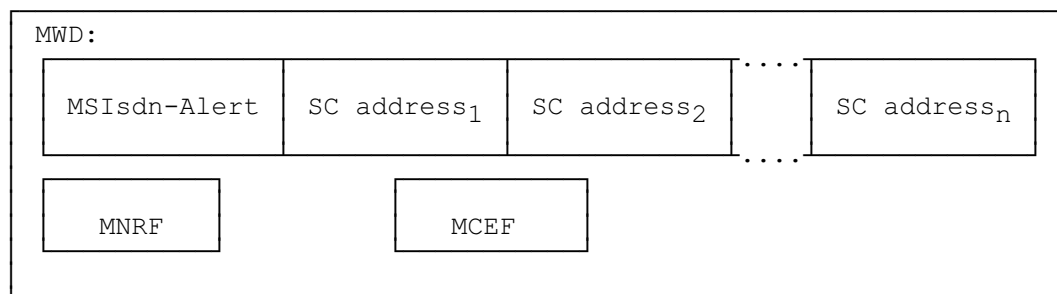 MWD:
MSIsdn-Alert SC address1 SC address2 .... SC addressn
....
MNRF MCEF